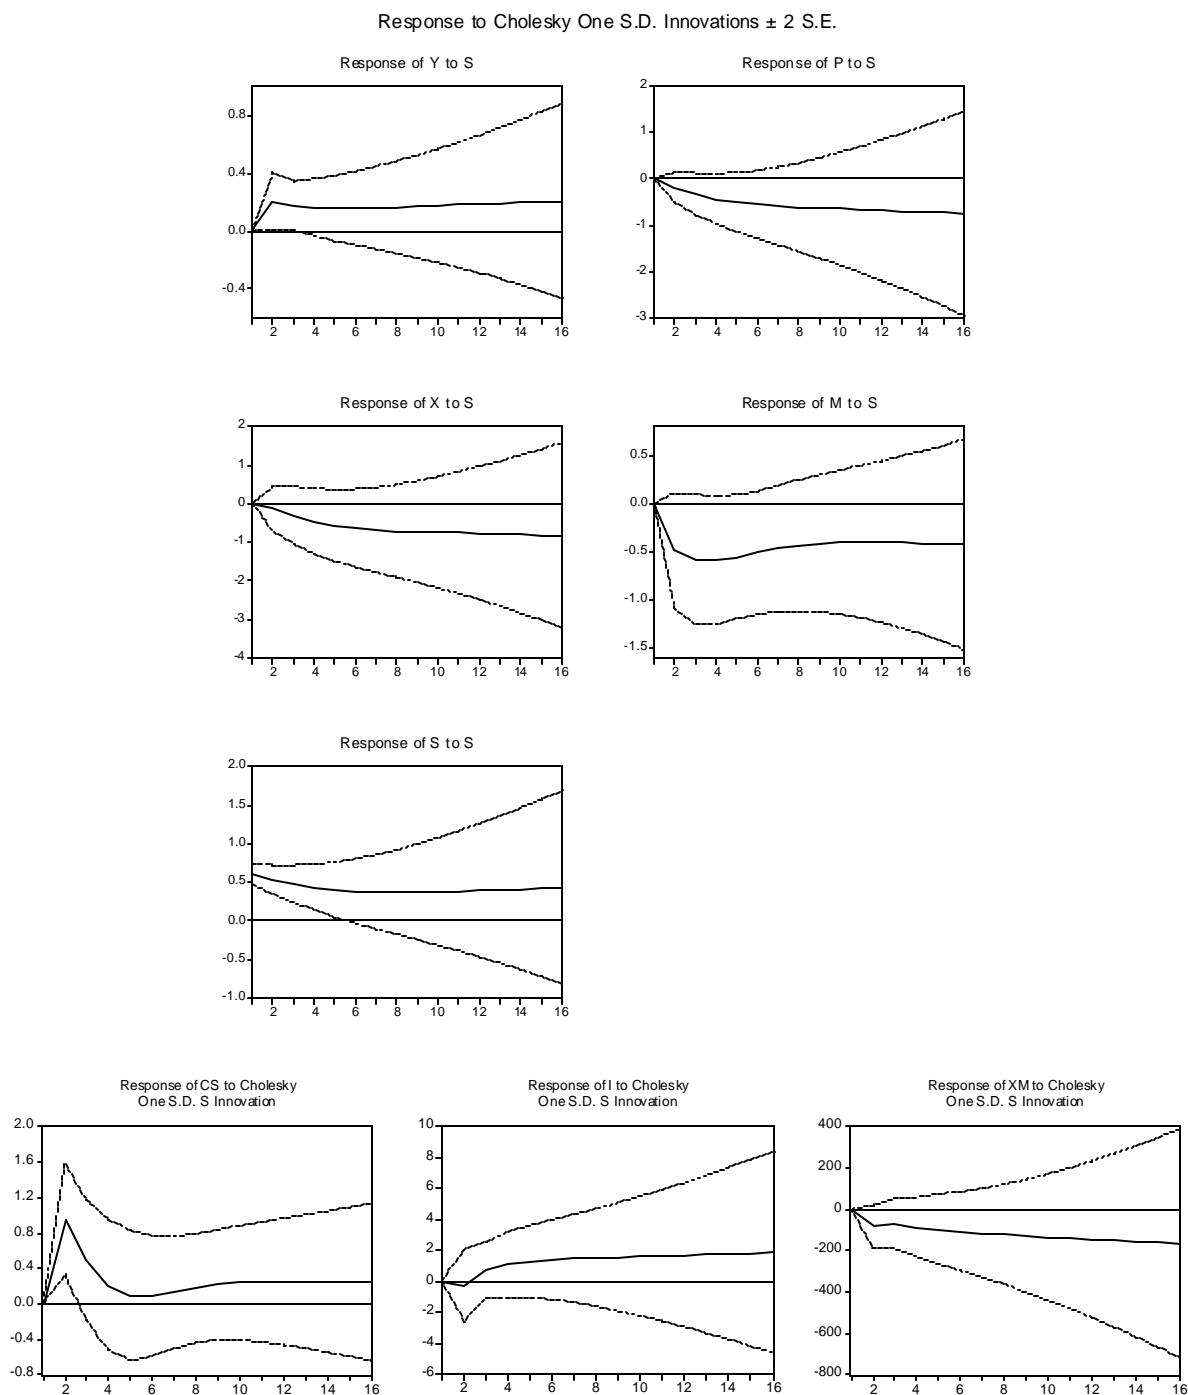 Response to Cholesky One S.D. Innovations ± 2 S.E.
Response of Y to S
0.8
0.4
0.0
-0.4
2 4 6 8 10 12 14 16
Response of P to S
2
1
0
-1
-2
-3
2 4 6 8 10 12 14 16
Response of X to S
2
1
0
-1
-2
-3
-4
2 4 6 8 10 12 14 16
Response of M to S
0.5
0.0
-0.5
-1.0
-1.5
2 4 6 8 10 12 14 16
Response of S to S
2.0
1.5
1.0
0.5
0.0
-0.5
-1.0
2 4 6 8 10 12 14 16
Response of CS to Cholesky
One S.D. S Innovation
2.0
1.6
1.2
0.8
0.4
0.0
-0.4
-0.8
2 4 6 8 10 12 14 16
Response of I to Cholesky
One S.D. S Innovation
10
8
6
4
2
0
-2
-4
-6
2 4 6 8 10 12 14 16
Response of XM to Cholesky
One S.D. S Innovation
400
200
0
-200
-400
-600
-800
2 4 6 8 10 12 14 16